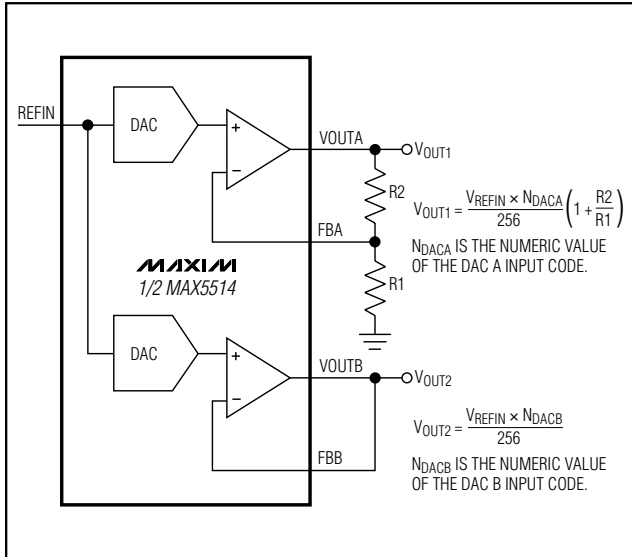 REFIN
DAC
+
−
VOUTA
VOUT1
R2
FBA
R1
VOUT1 = VREFIN × NDACA / 256 (1 + R2 / R1)
NDACA IS THE NUMERIC VALUE
OF THE DAC A INPUT CODE.
MAXIM
1/2 MAX5514
DAC
+
−
VOUTB
VOUT2
FBB
VOUT2 = VREFIN × NDACB / 256
NDACB IS THE NUMERIC VALUE
OF THE DAC B INPUT CODE.